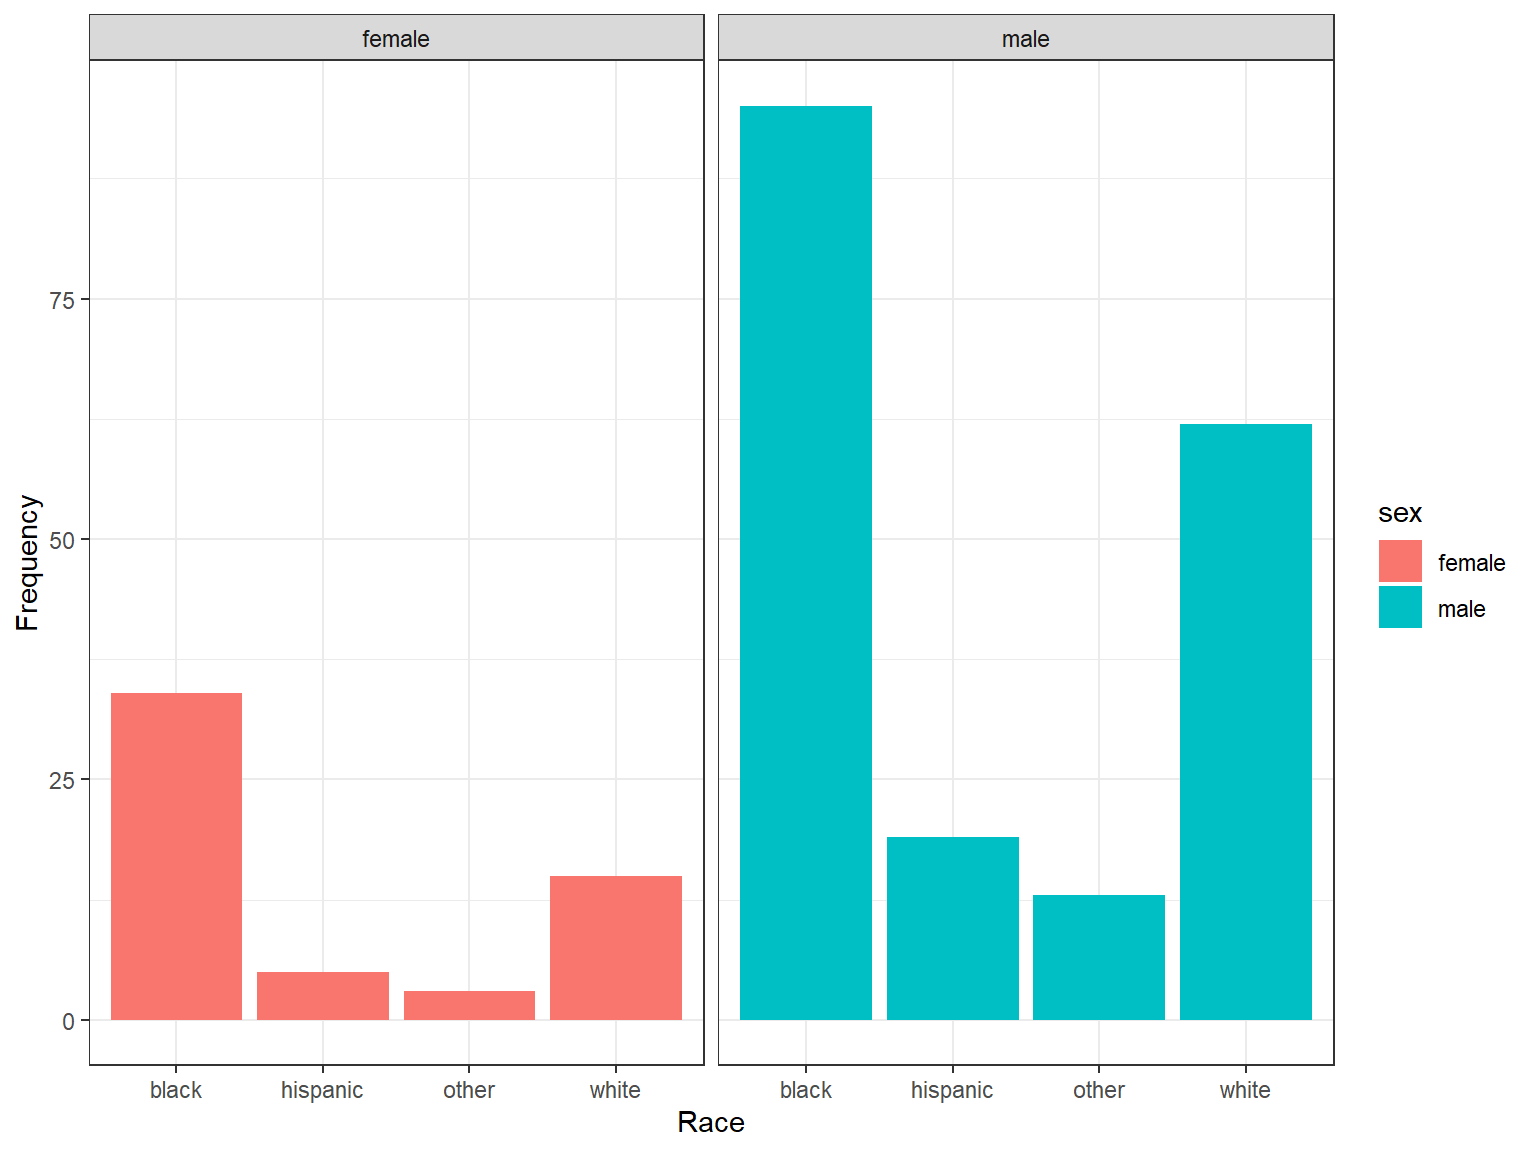 female male
75
50
25
0
Frequency
black hispanic other white black hispanic other white
Race
sex
female
male